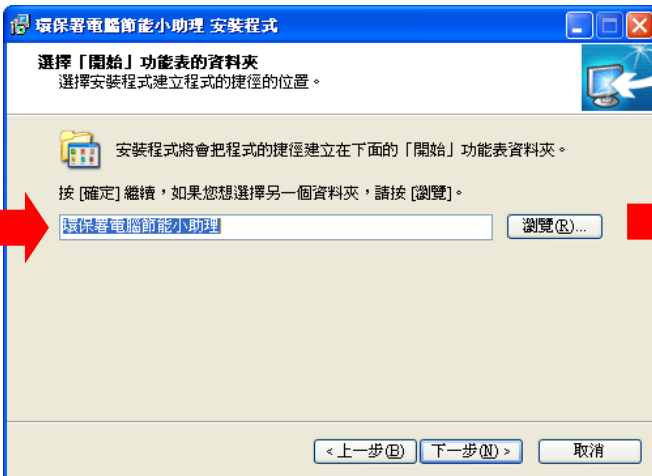 環保署電腦節能小助理 安裝程式
選擇「開始」功能表的資料夾
選擇安裝程式建立程式的捷徑的位置。
安裝程式將會把程式的捷徑建立在下面的「開始」功能表資料夾。
按 [確定] 繼續，如果您想選擇另一個資料夾，請按 [瀏覽]。
環保署電腦節能小助理
瀏覽(R)...
< 上一步(B) 下一步(N) > 取消